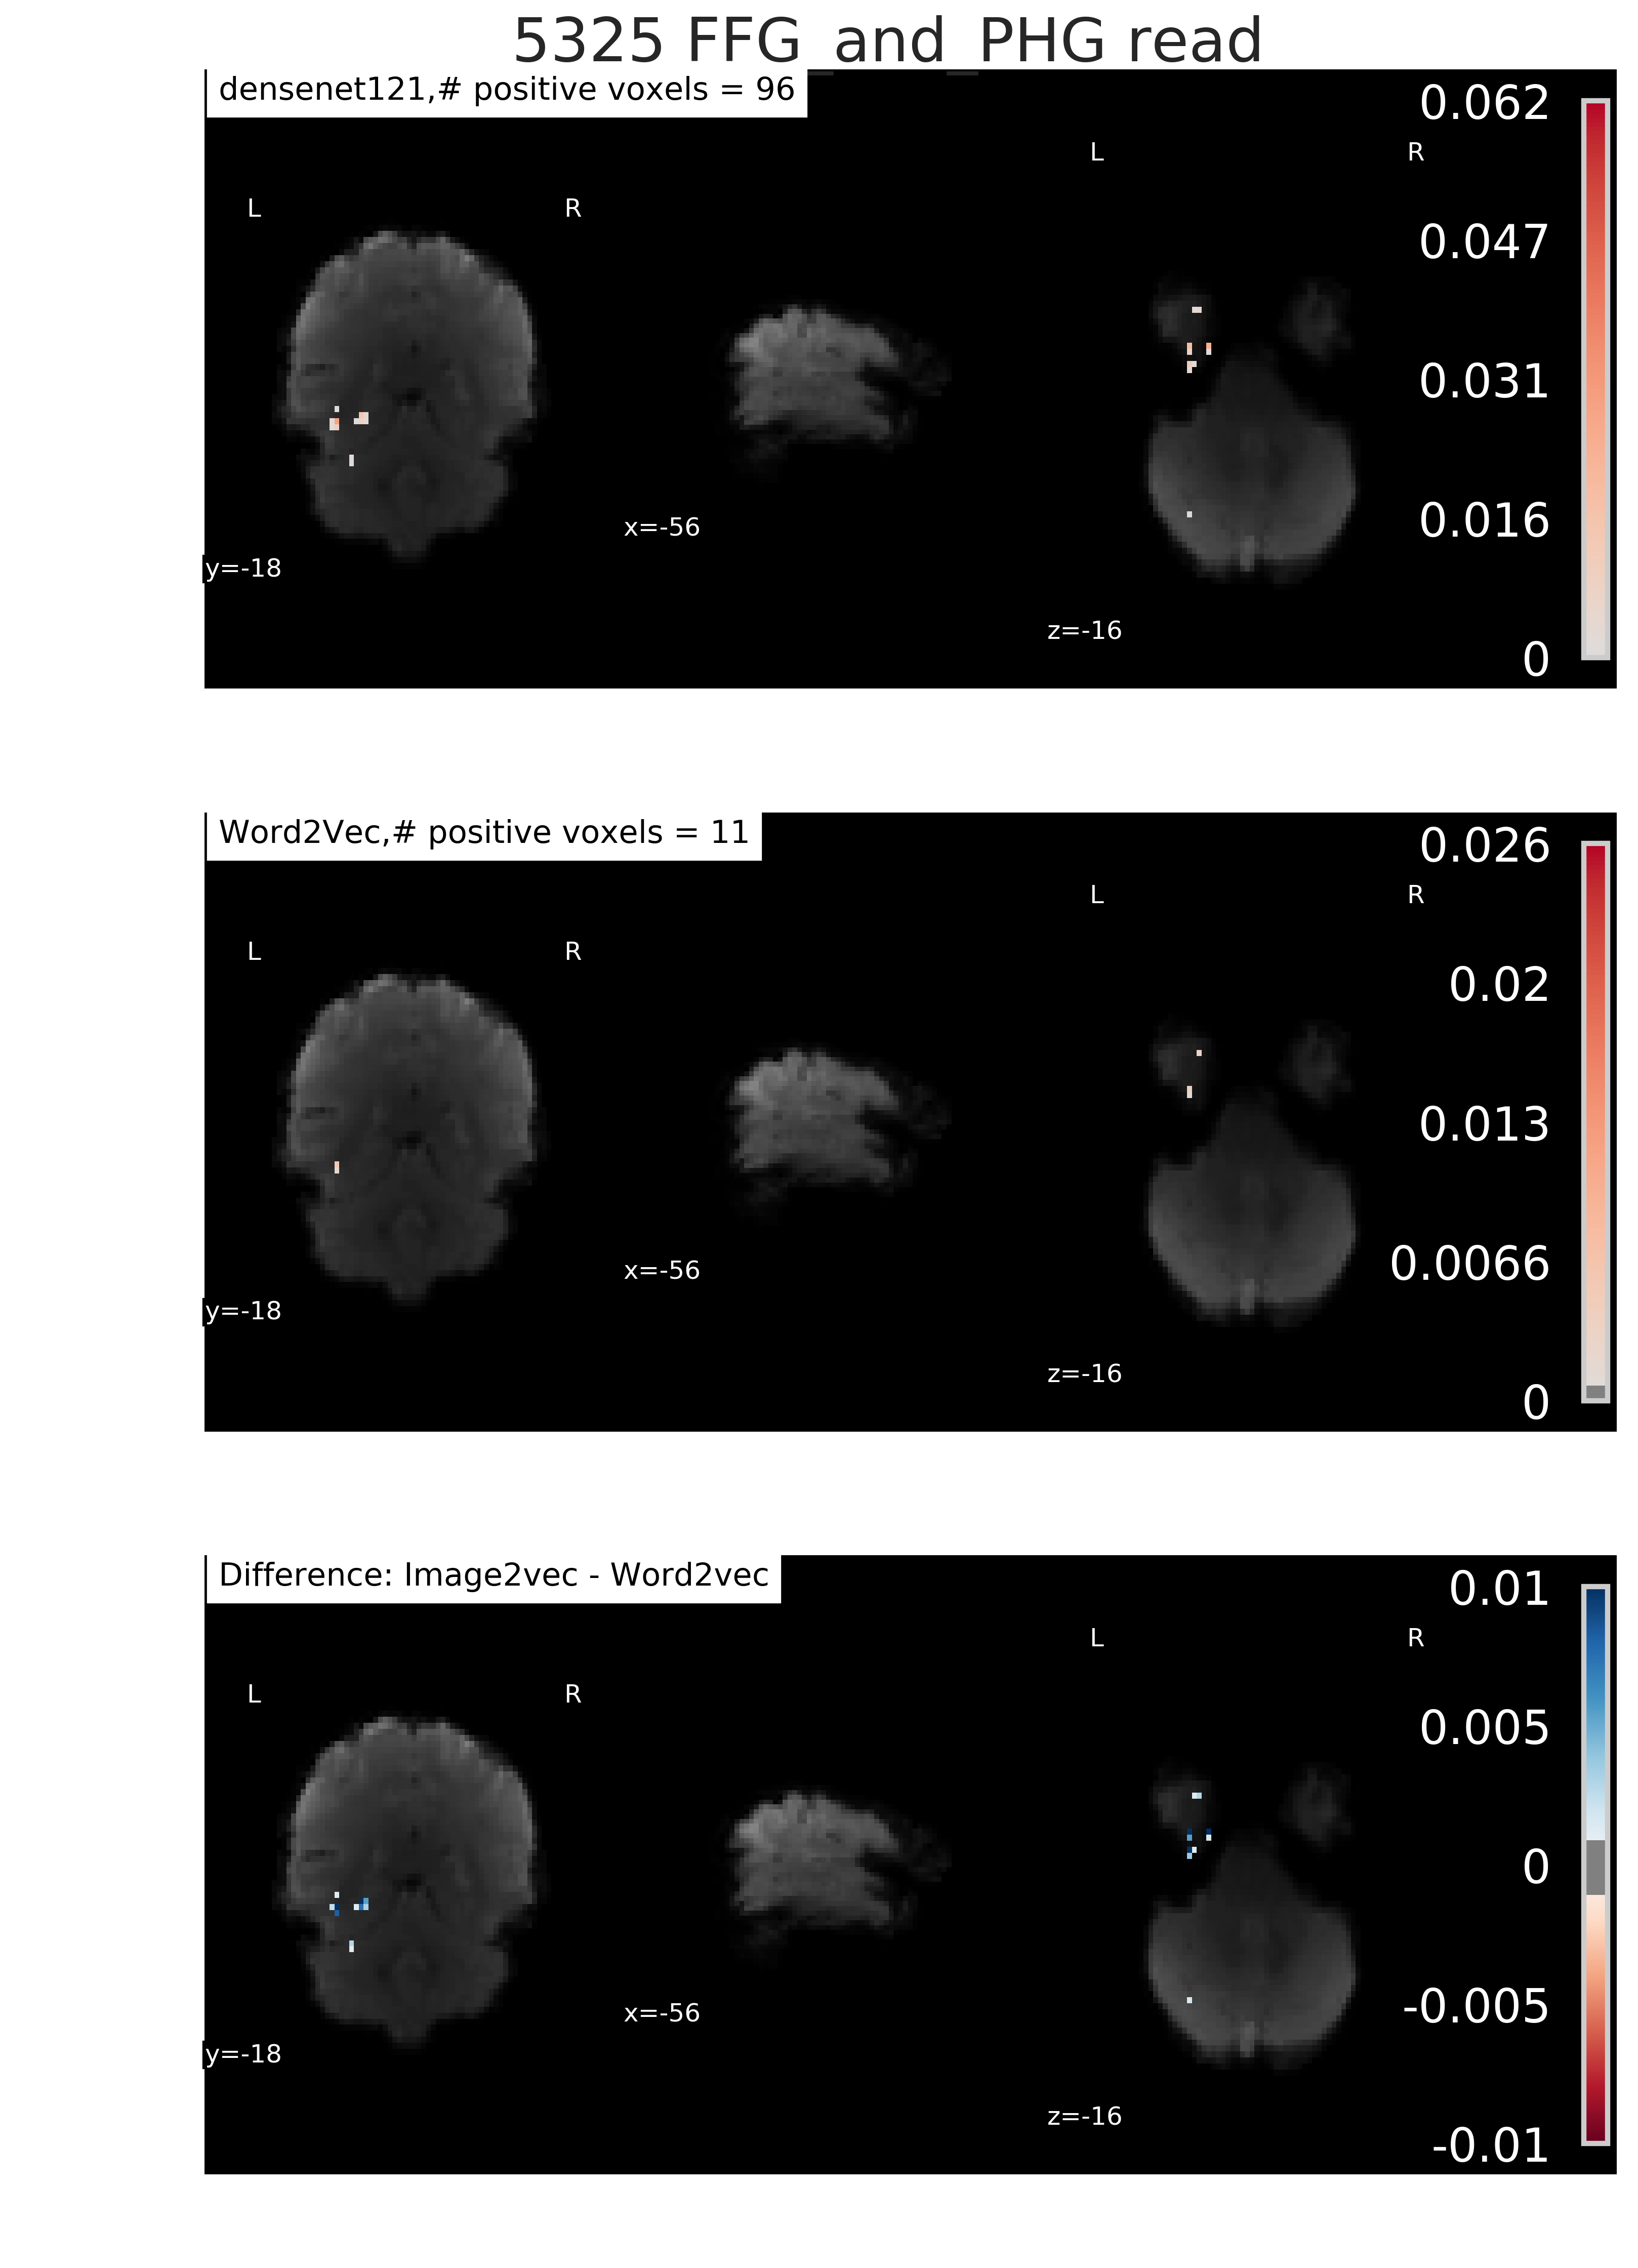 5325 FFG_and_PHG read
densenet121,# positive voxels = 96
0.062
L R
0.047
L R
0.031
0.016
x=-56
y=-18
z=-16
0
Word2Vec,# positive voxels = 11
0.026
L R
L R
0.02
0.013
0.0066
x=-56
y=-18
z=-16
0
Difference: Image2vec - Word2vec
0.01
L R
L R
0.005
0
-0.005
x=-56
y=-18
z=-16
-0.01